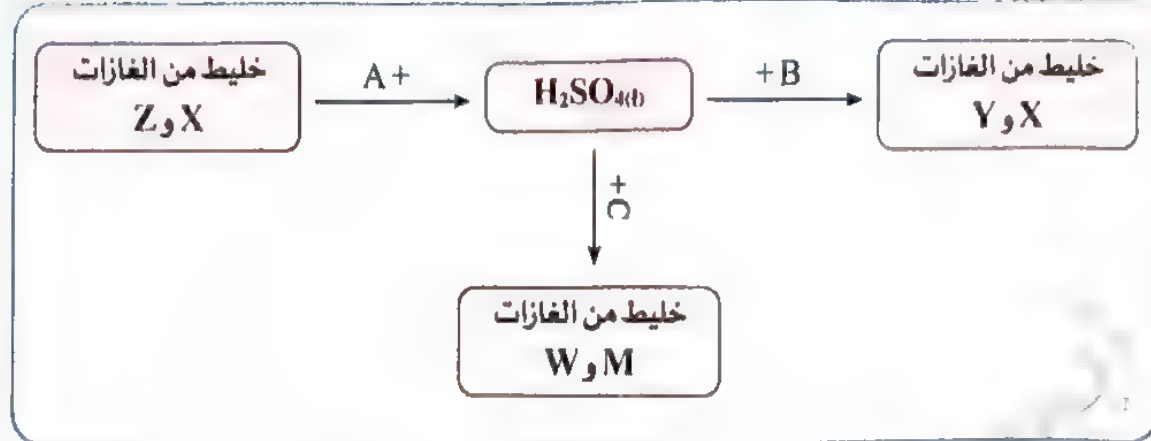 خليط من الغازات
X و Z
A +
H₂SO₄₍ₗ₎
+ B
خليط من الغازات
X و Y
+ C
خليط من الغازات
M و W